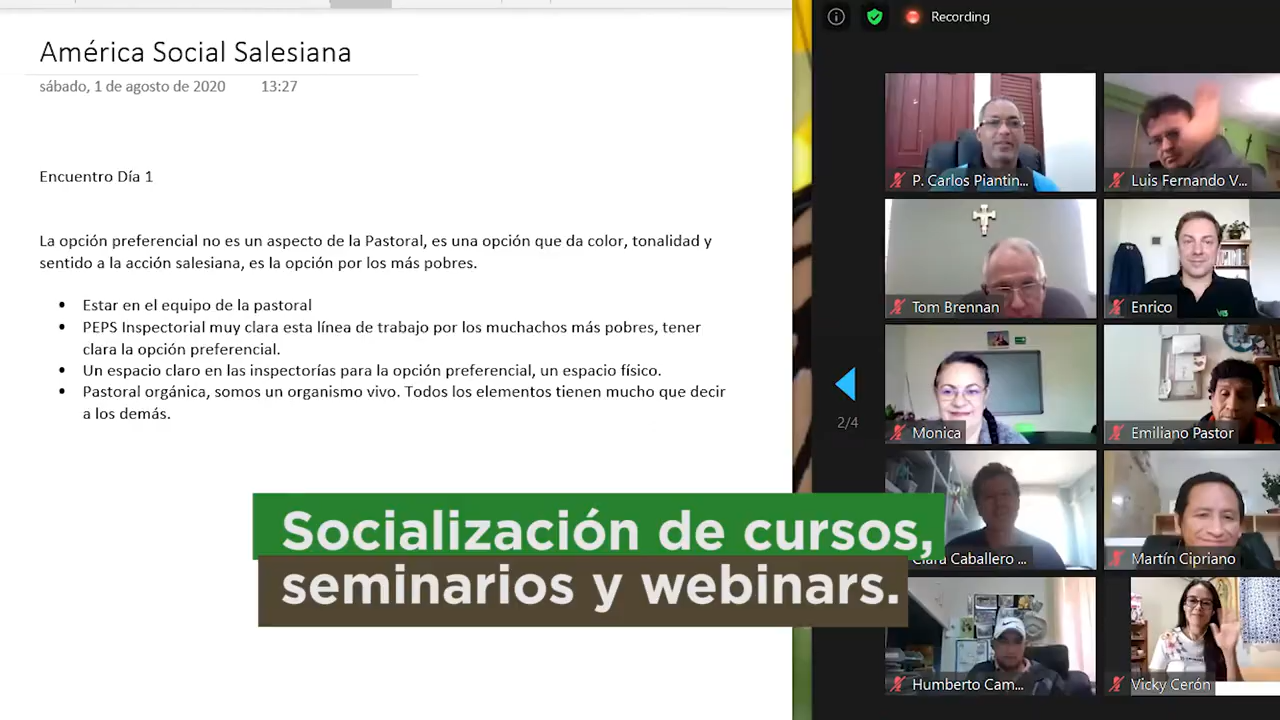 América Social Salesiana
sábado, 1 de agosto de 2020 13:27
Encuentro Día 1
La opción preferencial no es un aspecto de la Pastoral, es una opción que da color, tonalidad y
sentido a la acción salesiana, es la opción por los más pobres.
• Estar en el equipo de la pastoral
• PEPS Inspectorial muy clara esta línea de trabajo por los muchachos más pobres, tener
clara la opción preferencial.
• Un espacio claro en las inspectorías para la opción preferencial, un espacio físico.
• Pastoral orgánica, somos un organismo vivo. Todos los elementos tienen mucho que decir
a los demás.
Socialización de cursos,
seminarios y webinars.
Recording
P. Carlos Piantin...
Luis Fernando V...
Tom Brennan
Enrico
Monica
Emiliano Pastor
2/4
Caballero ...
Martín Cipriano
Humberto Cam...
Vicky Cerón